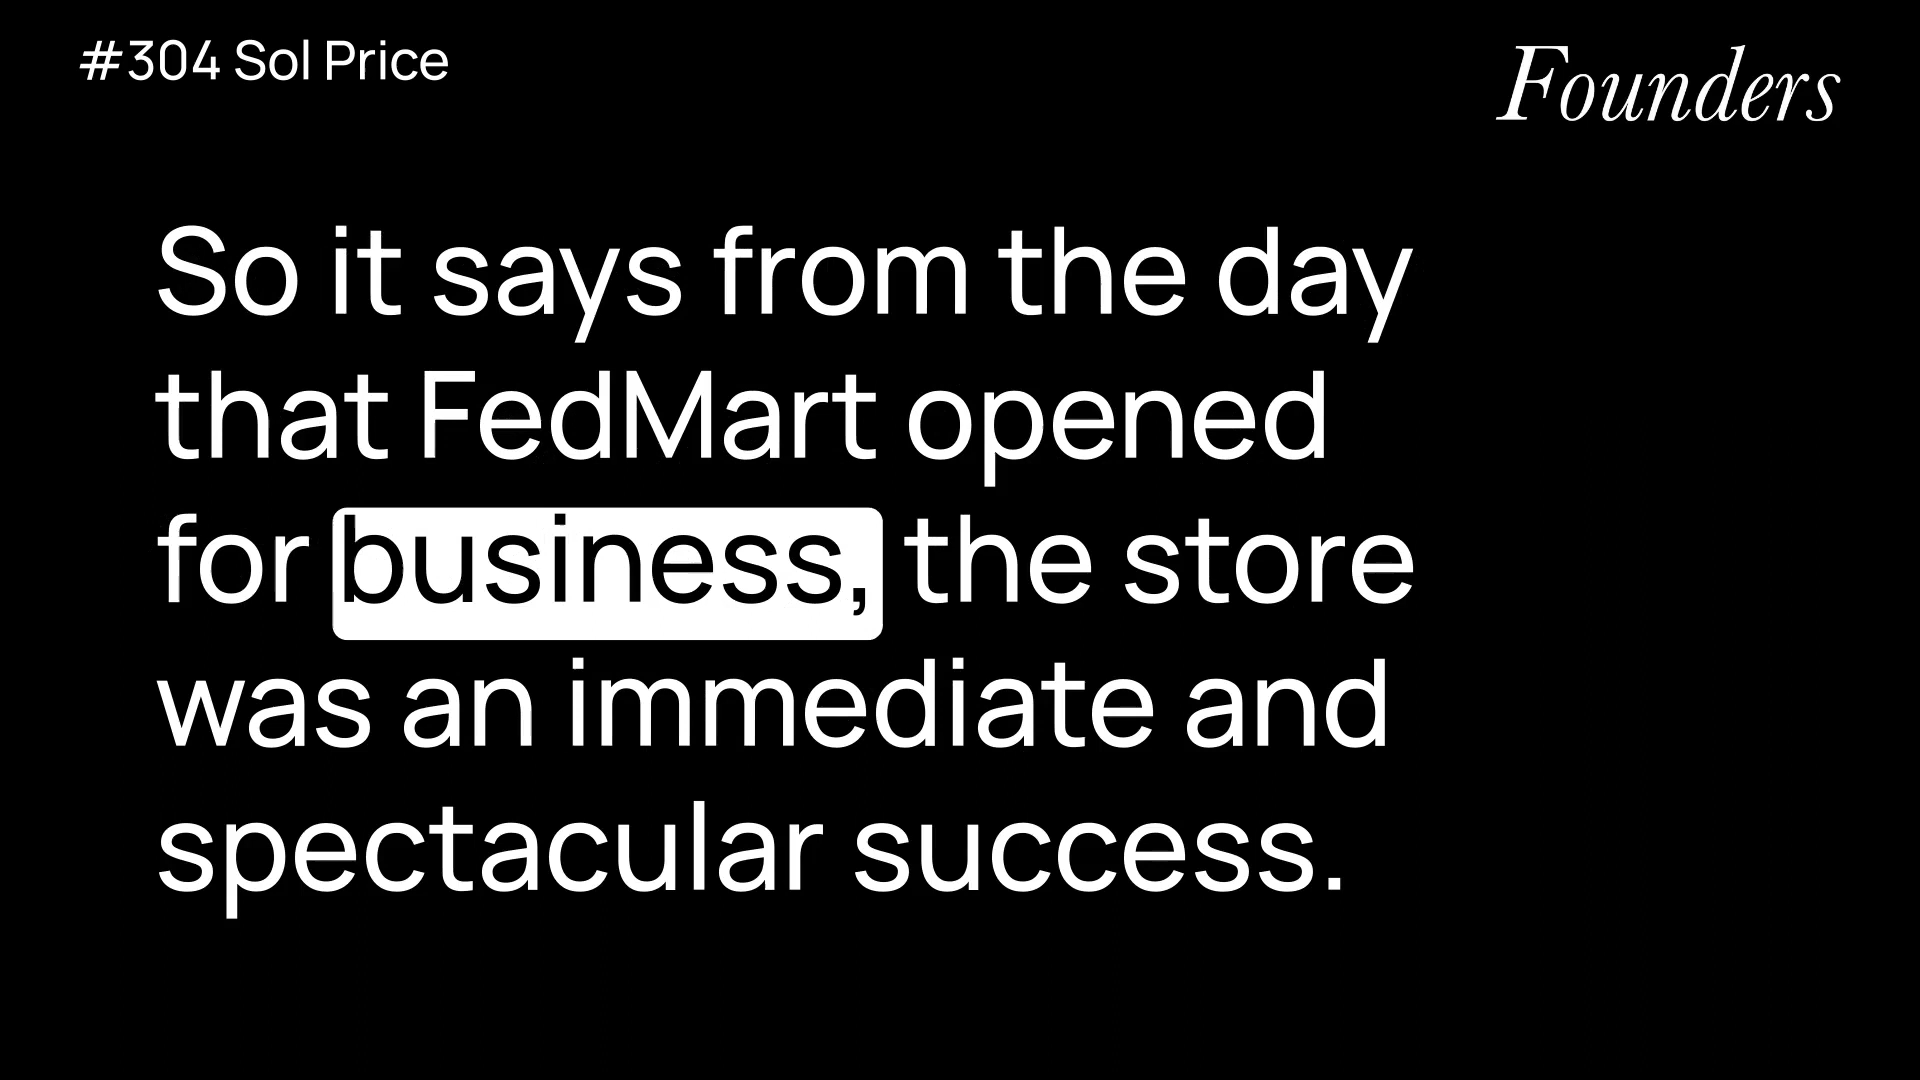 #304 Sol Price
Founders
So it says from the day
that FedMart opened
for business, the store
was an immediate and
spectacular success.